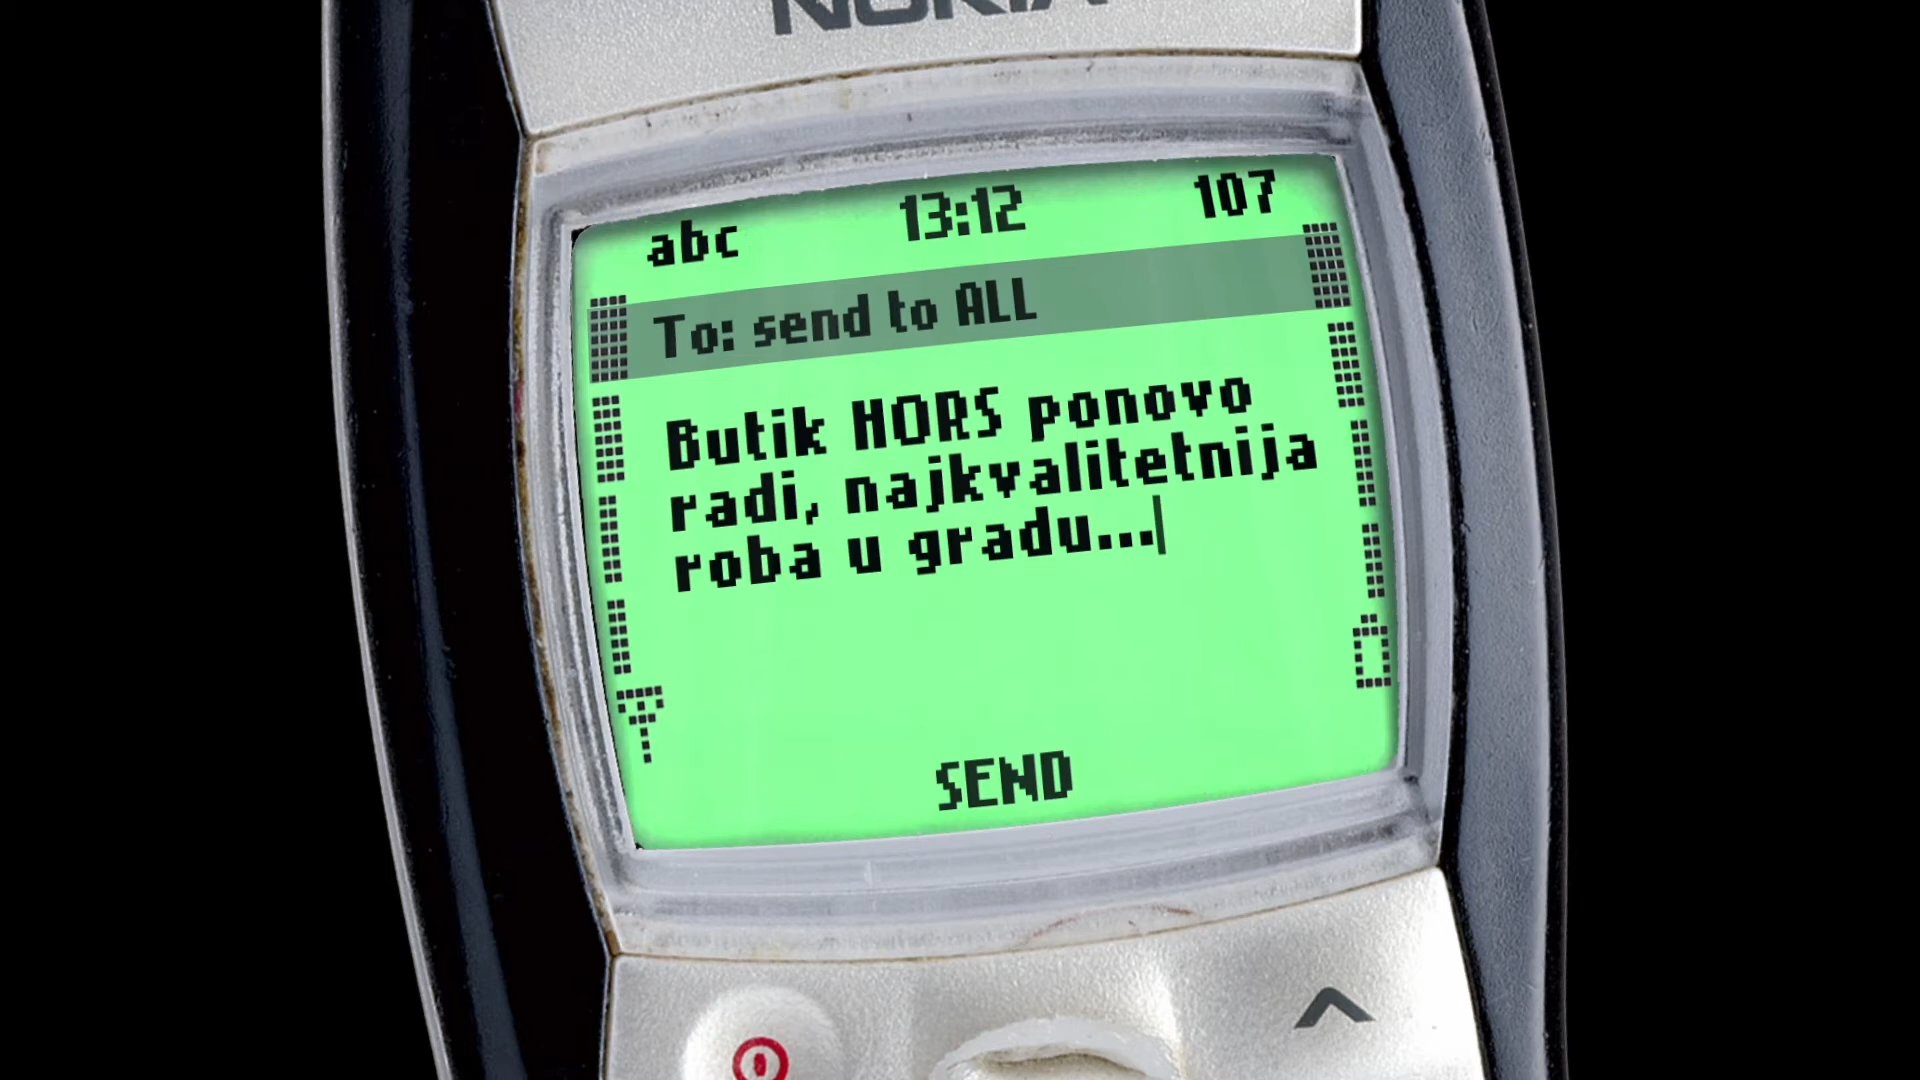 NOKIA
abc 13:12 107
To: send to ALL
Butik HORS ponovo
radi, najkvalitetnija
roba u gradu...
SEND